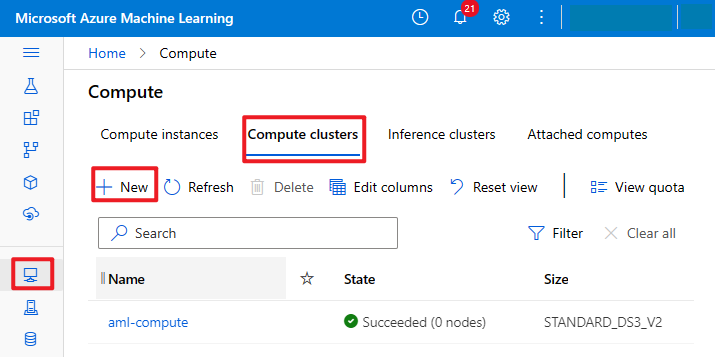 Microsoft Azure Machine Learning 21
Home > Compute
Compute
Compute instances Compute clusters Inference clusters Attached computes
New Refresh Delete Edit columns Reset view View quota
Search Filter Clear all
Name State Size
aml-compute Succeeded (0 nodes) STANDARD_DS3_V2